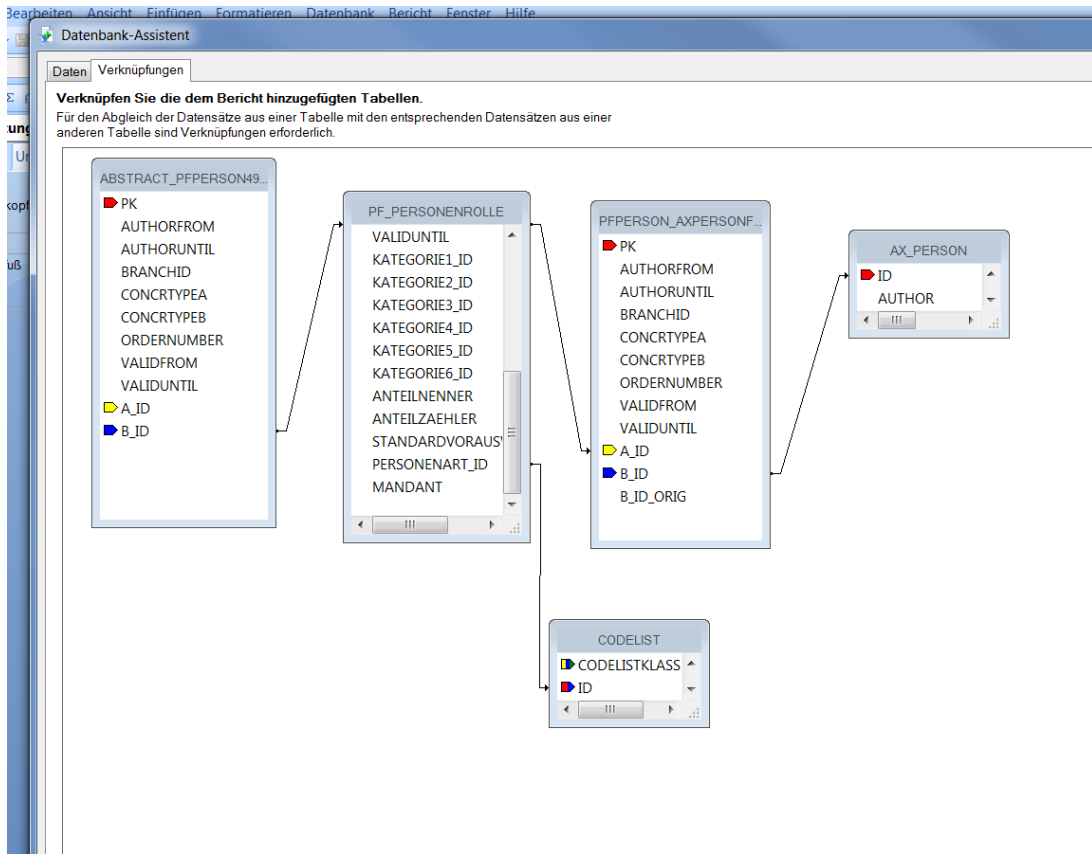 Bearbeiten Ansicht Einfügen Formatieren Datenbank Bericht Fenster Hilfe
Datenbank-Assistent
Daten Verknüpfungen
Verknüpfen Sie die dem Bericht hinzugefügten Tabellen.
Für den Abgleich der Datensätze aus einer Tabelle mit den entsprechenden Datensätzen aus einer
anderen Tabelle sind Verknüpfungen erforderlich.
ABSTRACT_PFPERSON49...
PK
AUTHORFROM
AUTHORUNTIL
BRANCHID
CONCRTYPEA
CONCRTYPEB
ORDERNUMBER
VALIDFROM
VALIDUNTIL
A_ID
B_ID
PF_PERSONENROLLE
VALIDUNTIL
KATEGORIE1_ID
KATEGORIE2_ID
KATEGORIE3_ID
KATEGORIE4_ID
KATEGORIE5_ID
KATEGORIE6_ID
ANTEILNENNER
ANTEILZAEHLER
STANDARDVORAUS
PERSONENART_ID
MANDANT
PFPERSON_AXPERSONF...
PK
AUTHORFROM
AUTHORUNTIL
BRANCHID
CONCRTYPEA
CONCRTYPEB
ORDERNUMBER
VALIDFROM
VALIDUNTIL
A_ID
B_ID
B_ID_ORIG
AX_PERSON
ID
AUTHOR
CODELIST
CODELISTKLASS
ID